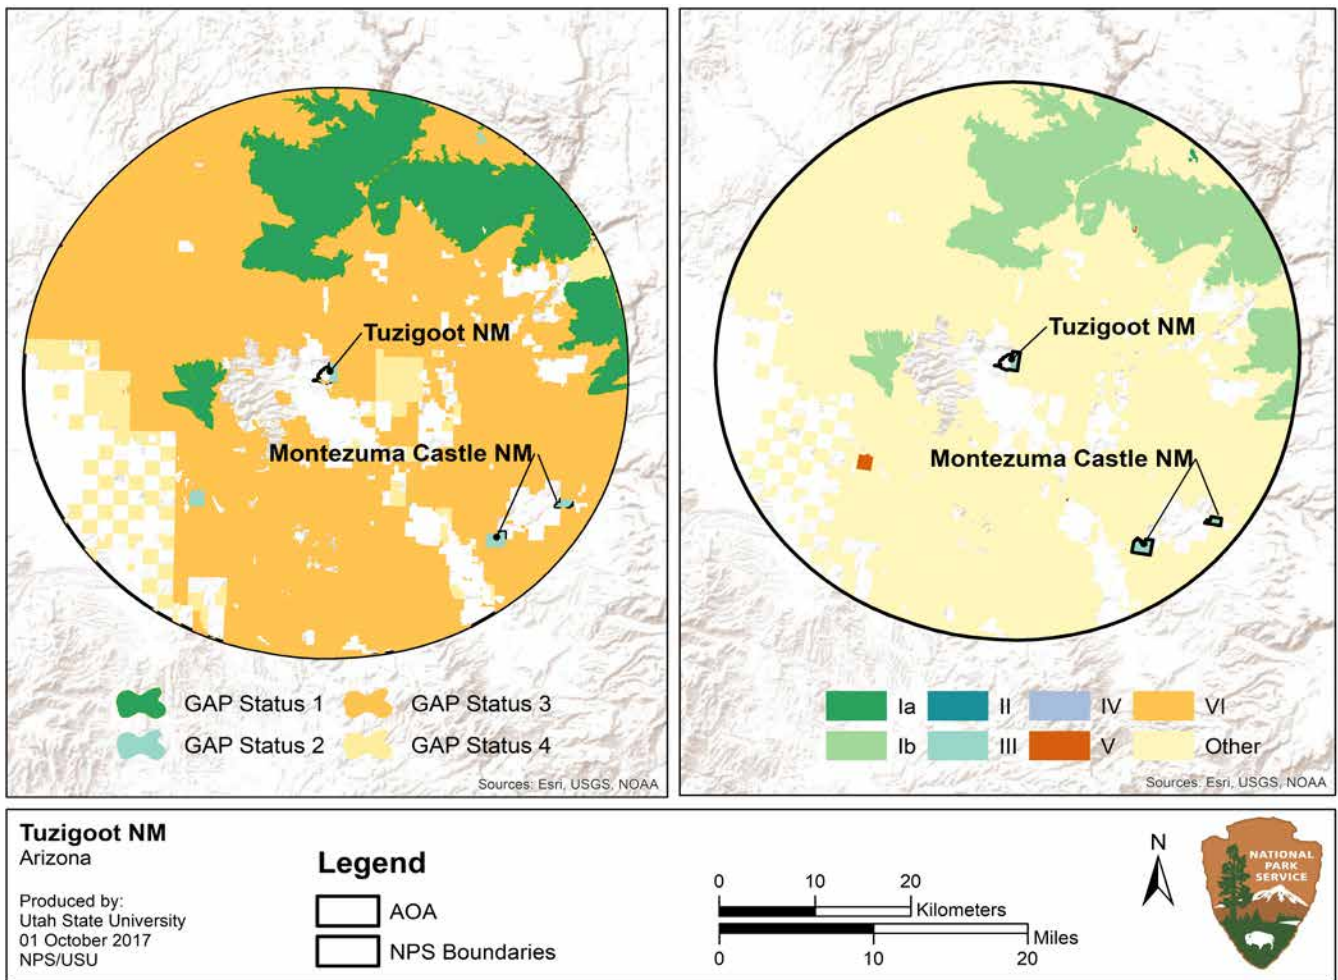 Tuzigoot NM
Montezuma Castle NM
GAP Status 1
GAP Status 3
GAP Status 2
GAP Status 4
Sources: Esri, USGS, NOAA
Tuzigoot NM
Montezuma Castle NM
Ia
II
IV
VI
Ib
III
V
Other
Sources: Esri, USGS, NOAA
Tuzigoot NM
Arizona
Produced by:
Utah State University
01 October 2017
NPS/USU
Legend
AOA
NPS Boundaries
0 10 20
Kilometers
Miles
0 10 20
N
NATIONAL
PARK
SERVICE